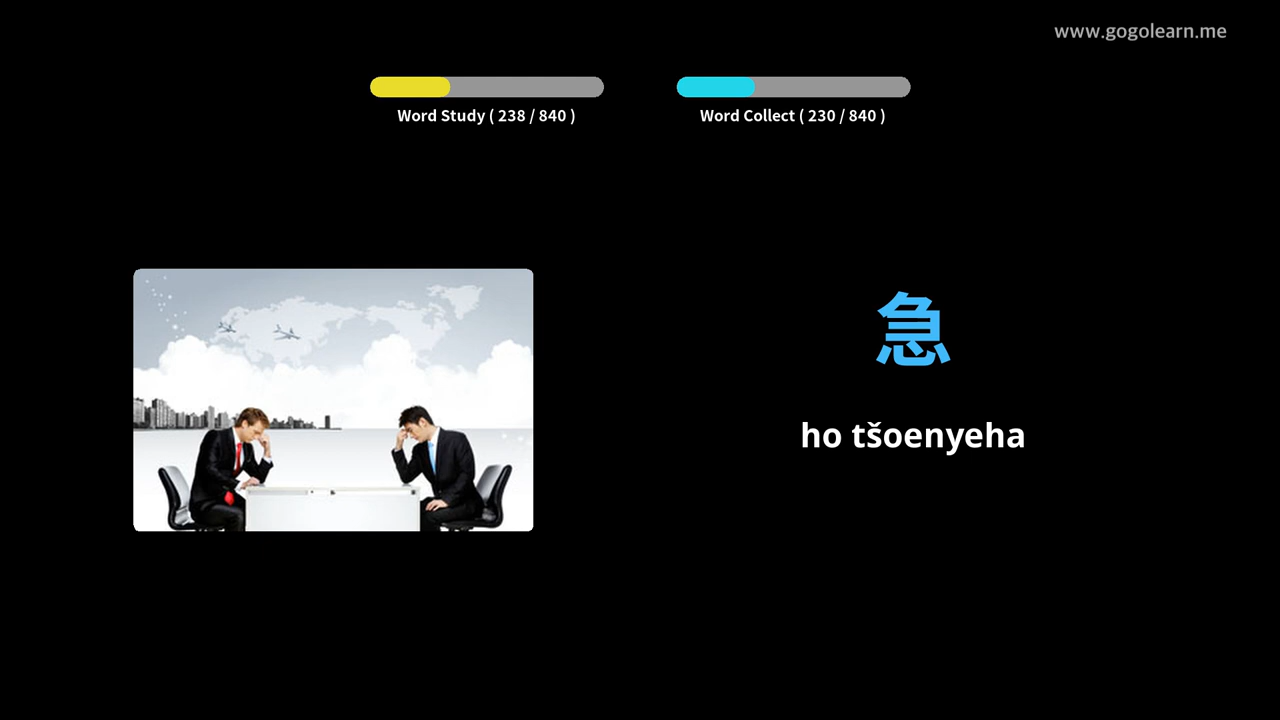 www.gogolearn.me
Word Study ( 238 / 840 )
Word Collect ( 230 / 840 )
急
ho tšoenyeha